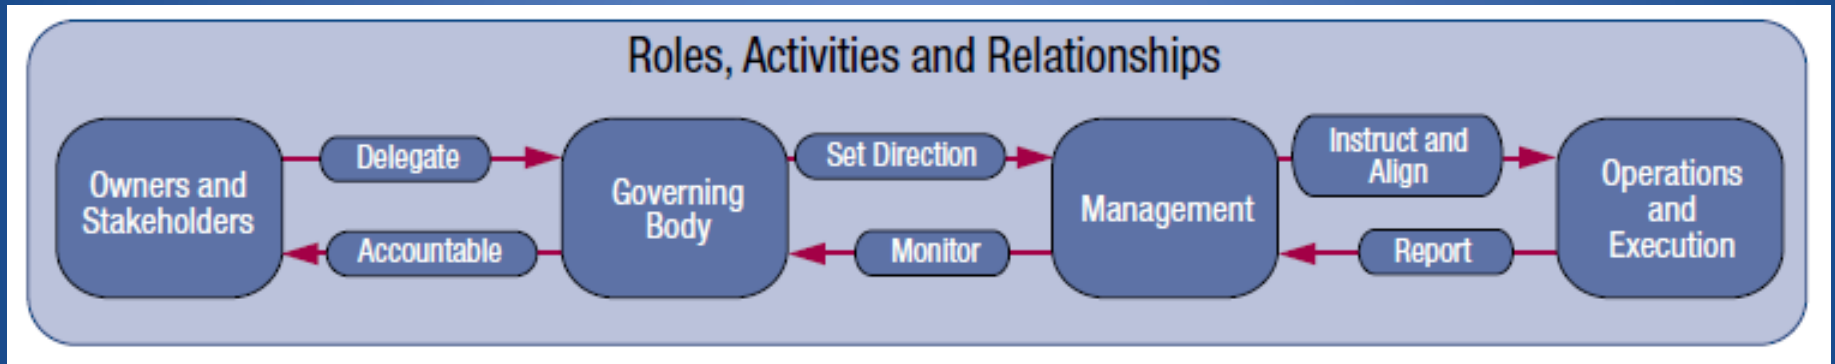 Roles, Activities and Relationships
Owners and
Stakeholders
Delegate
Accountable
Governing
Body
Set Direction
Monitor
Management
Instruct and
Align
Report
Operations
and
Execution